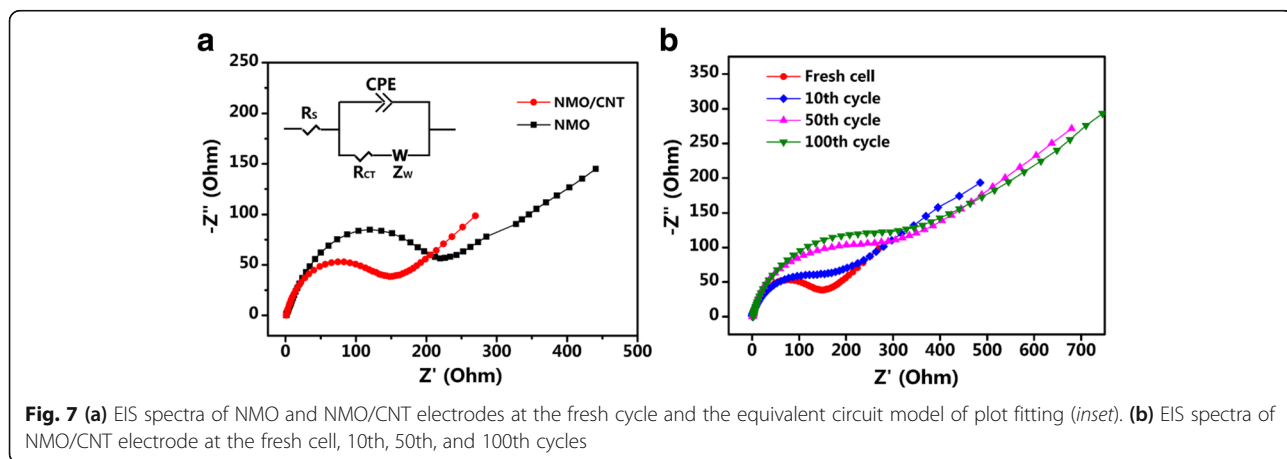 a
250
200
150
100
50
0
-Z'' (Ohm)
CPE
Rs
RCT
W
Zw
NMO/CNT
NMO
0 100 200 300 400 500
Z' (Ohm)
b
350
300
250
200
150
100
50
0
-Z'' (Ohm)
Fresh cell
10th cycle
50th cycle
100th cycle
0 100 200 300 400 500 600 700
Z' (Ohm)
Fig. 7 (a) EIS spectra of NMO and NMO/CNT electrodes at the fresh cycle and the equivalent circuit model of plot fitting (inset). (b) EIS spectra of
NMO/CNT electrode at the fresh cell, 10th, 50th, and 100th cycles